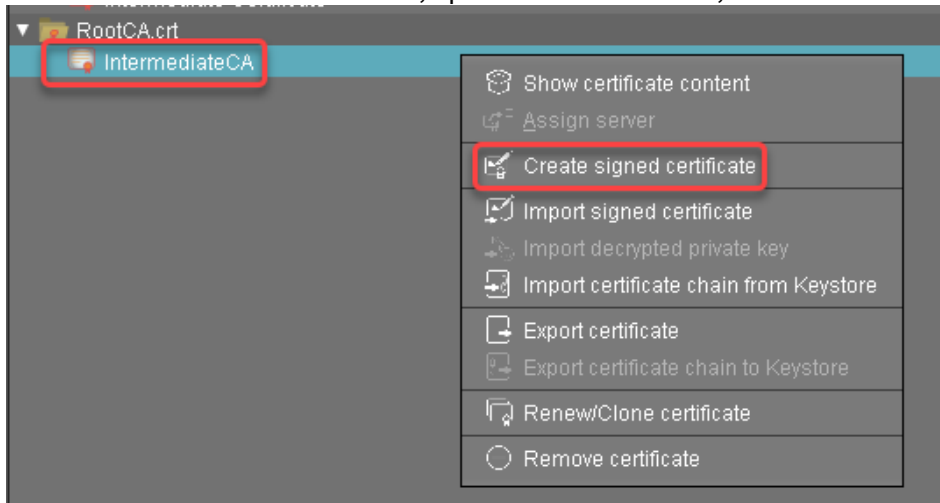 RootCA.crt
IntermediateCA
Show certificate content
Assign server
Create signed certificate
Import signed certificate
Import decrypted private key
Import certificate chain from Keystore
Export certificate
Export certificate chain to Keystore
Renew/Clone certificate
Remove certificate